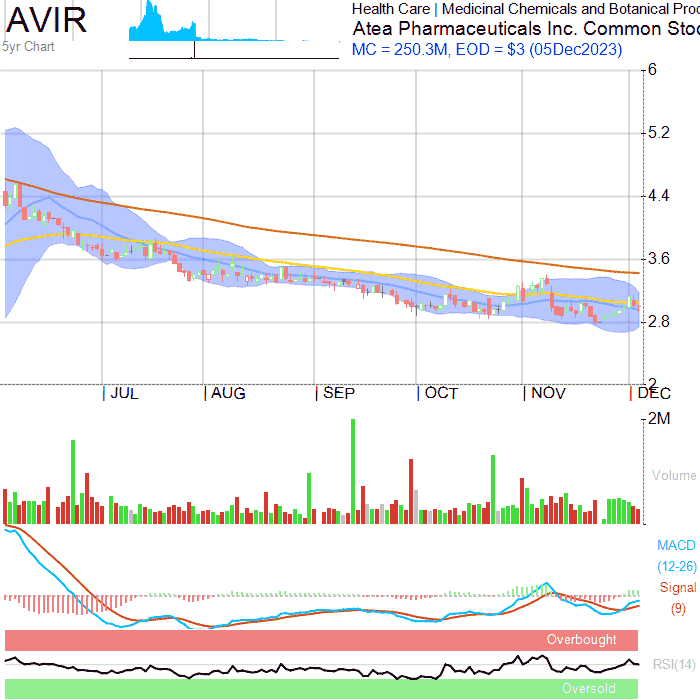 AVIR
5yr Chart
Health Care | Medicinal Chemicals and Botanical Pro
Atea Pharmaceuticals Inc. Common Sto
MC = 250.3M, EOD = $3 (05Dec2023)
6
5.2
4.4
3.6
2.8
2
JUL
AUG
SEP
OCT
NOV
DEC
2M
Volume
MACD
(12-26)
Signal
(9)
Overbought
RSI(14)
Oversold